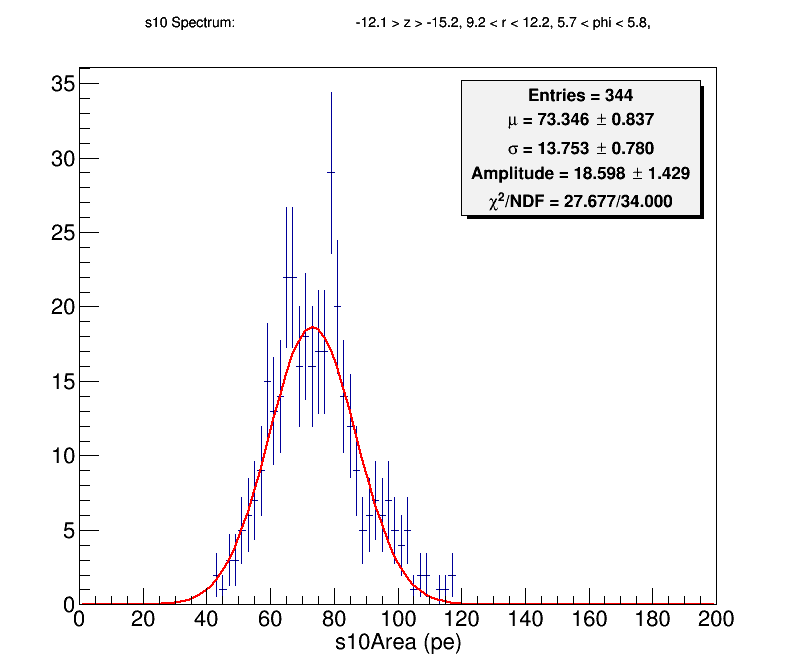 s10 Spectrum: -12.1 > z > -15.2, 9.2 < r < 12.2, 5.7 < phi < 5.8,
Entries = 344
μ = 73.346 ± 0.837
σ = 13.753 ± 0.780
Amplitude = 18.598 ± 1.429
χ²/NDF = 27.677/34.000
35
30
25
20
15
10
5
0
0 20 40 60 80 100 120 140 160 180 200
s10Area (pe)